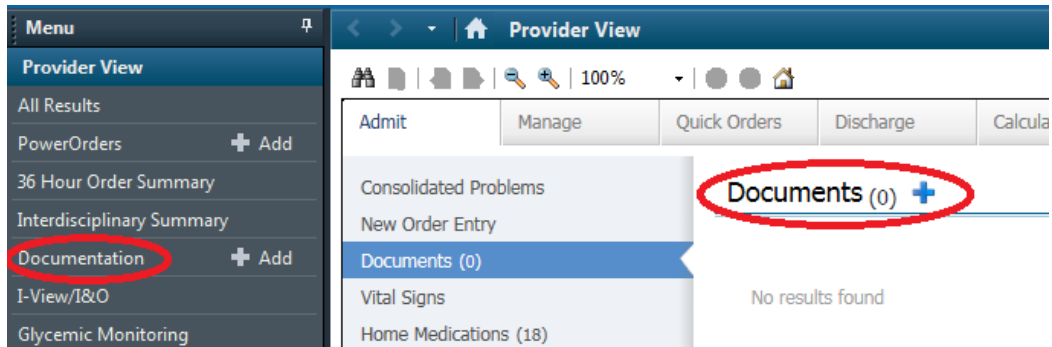 Menu
Provider View
All Results
PowerOrders + Add
36 Hour Order Summary
Interdisciplinary Summary
Documentation + Add
I-View/I&O
Glycemic Monitoring
Provider View
100%
Admit Manage Quick Orders Discharge Calcula
Consolidated Problems
New Order Entry
Documents (0)
Vital Signs
Home Medications (18)
Documents (0) +
No results found